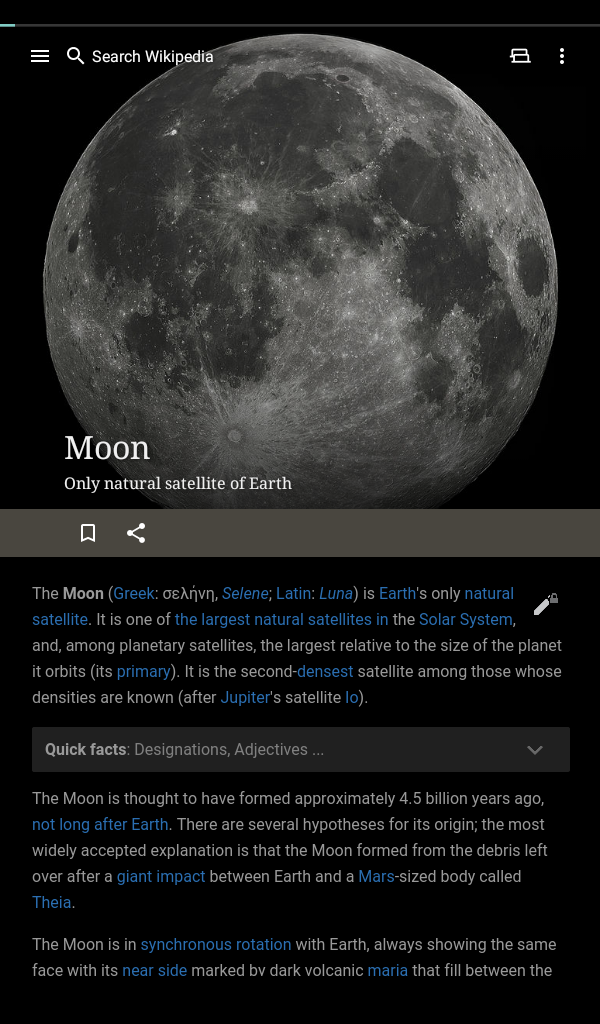 Search Wikipedia
Moon
Only natural satellite of Earth
The Moon (Greek: σελήνη, Selene; Latin: Luna) is Earth's only natural
satellite. It is one of the largest natural satellites in the Solar System,
and, among planetary satellites, the largest relative to the size of the planet
it orbits (its primary). It is the second-densest satellite among those whose
densities are known (after Jupiter's satellite Io).
Quick facts: Designations, Adjectives ...
The Moon is thought to have formed approximately 4.5 billion years ago,
not long after Earth. There are several hypotheses for its origin; the most
widely accepted explanation is that the Moon formed from the debris left
over after a giant impact between Earth and a Mars-sized body called
Theia.
The Moon is in synchronous rotation with Earth, always showing the same
face with its near side marked by dark volcanic maria that fill between the